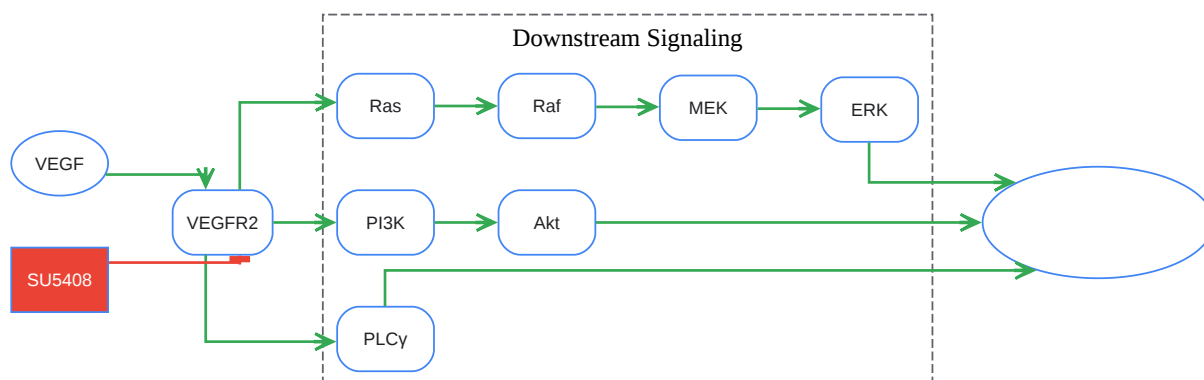 Downstream Signaling
Ras
Raf
MEK
ERK
VEGF
VEGFR2
PI3K
Akt
SU5408
PLCγ